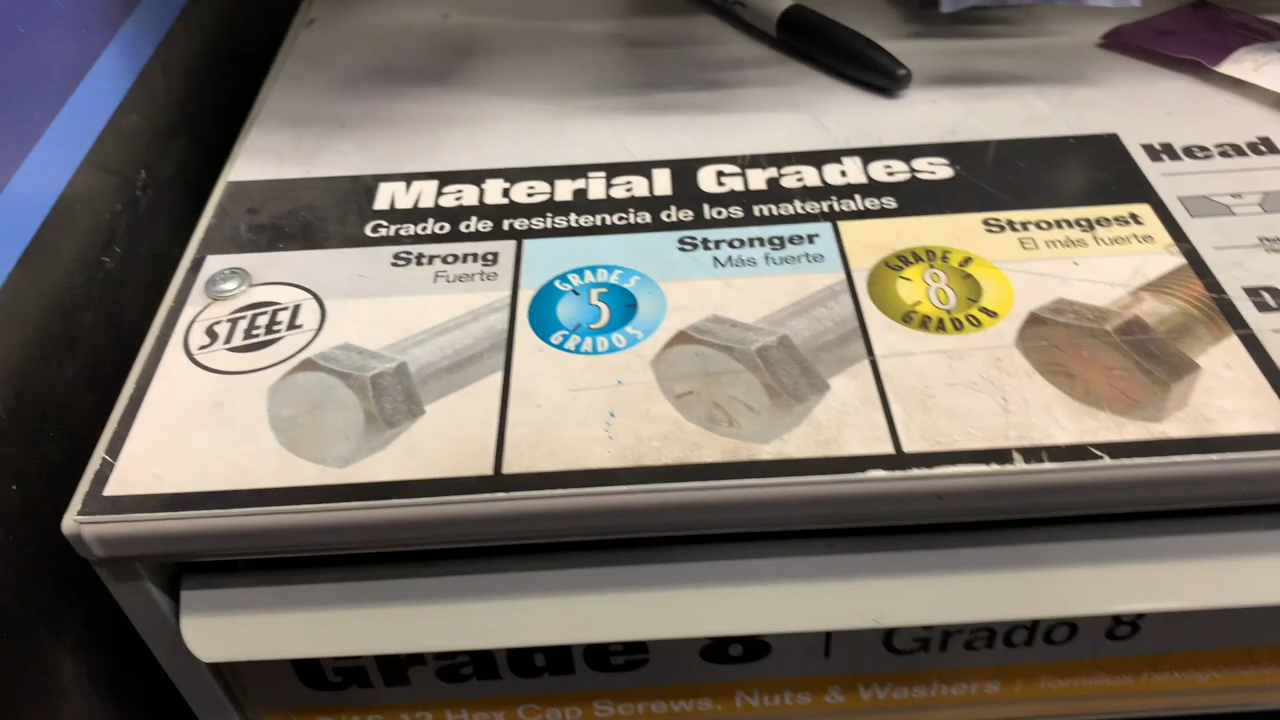 Material Grades
Grado de resistencia de los materiales
Strong
Fuerte
STEEL
Stronger
Más fuerte
GRADE 5
5
GRADO 5
Strongest
El más fuerte
GRADE 8
8
GRADO 8
Head
Grade 8 | Grado 8
Hex Cap Screws, Nuts & Washers /